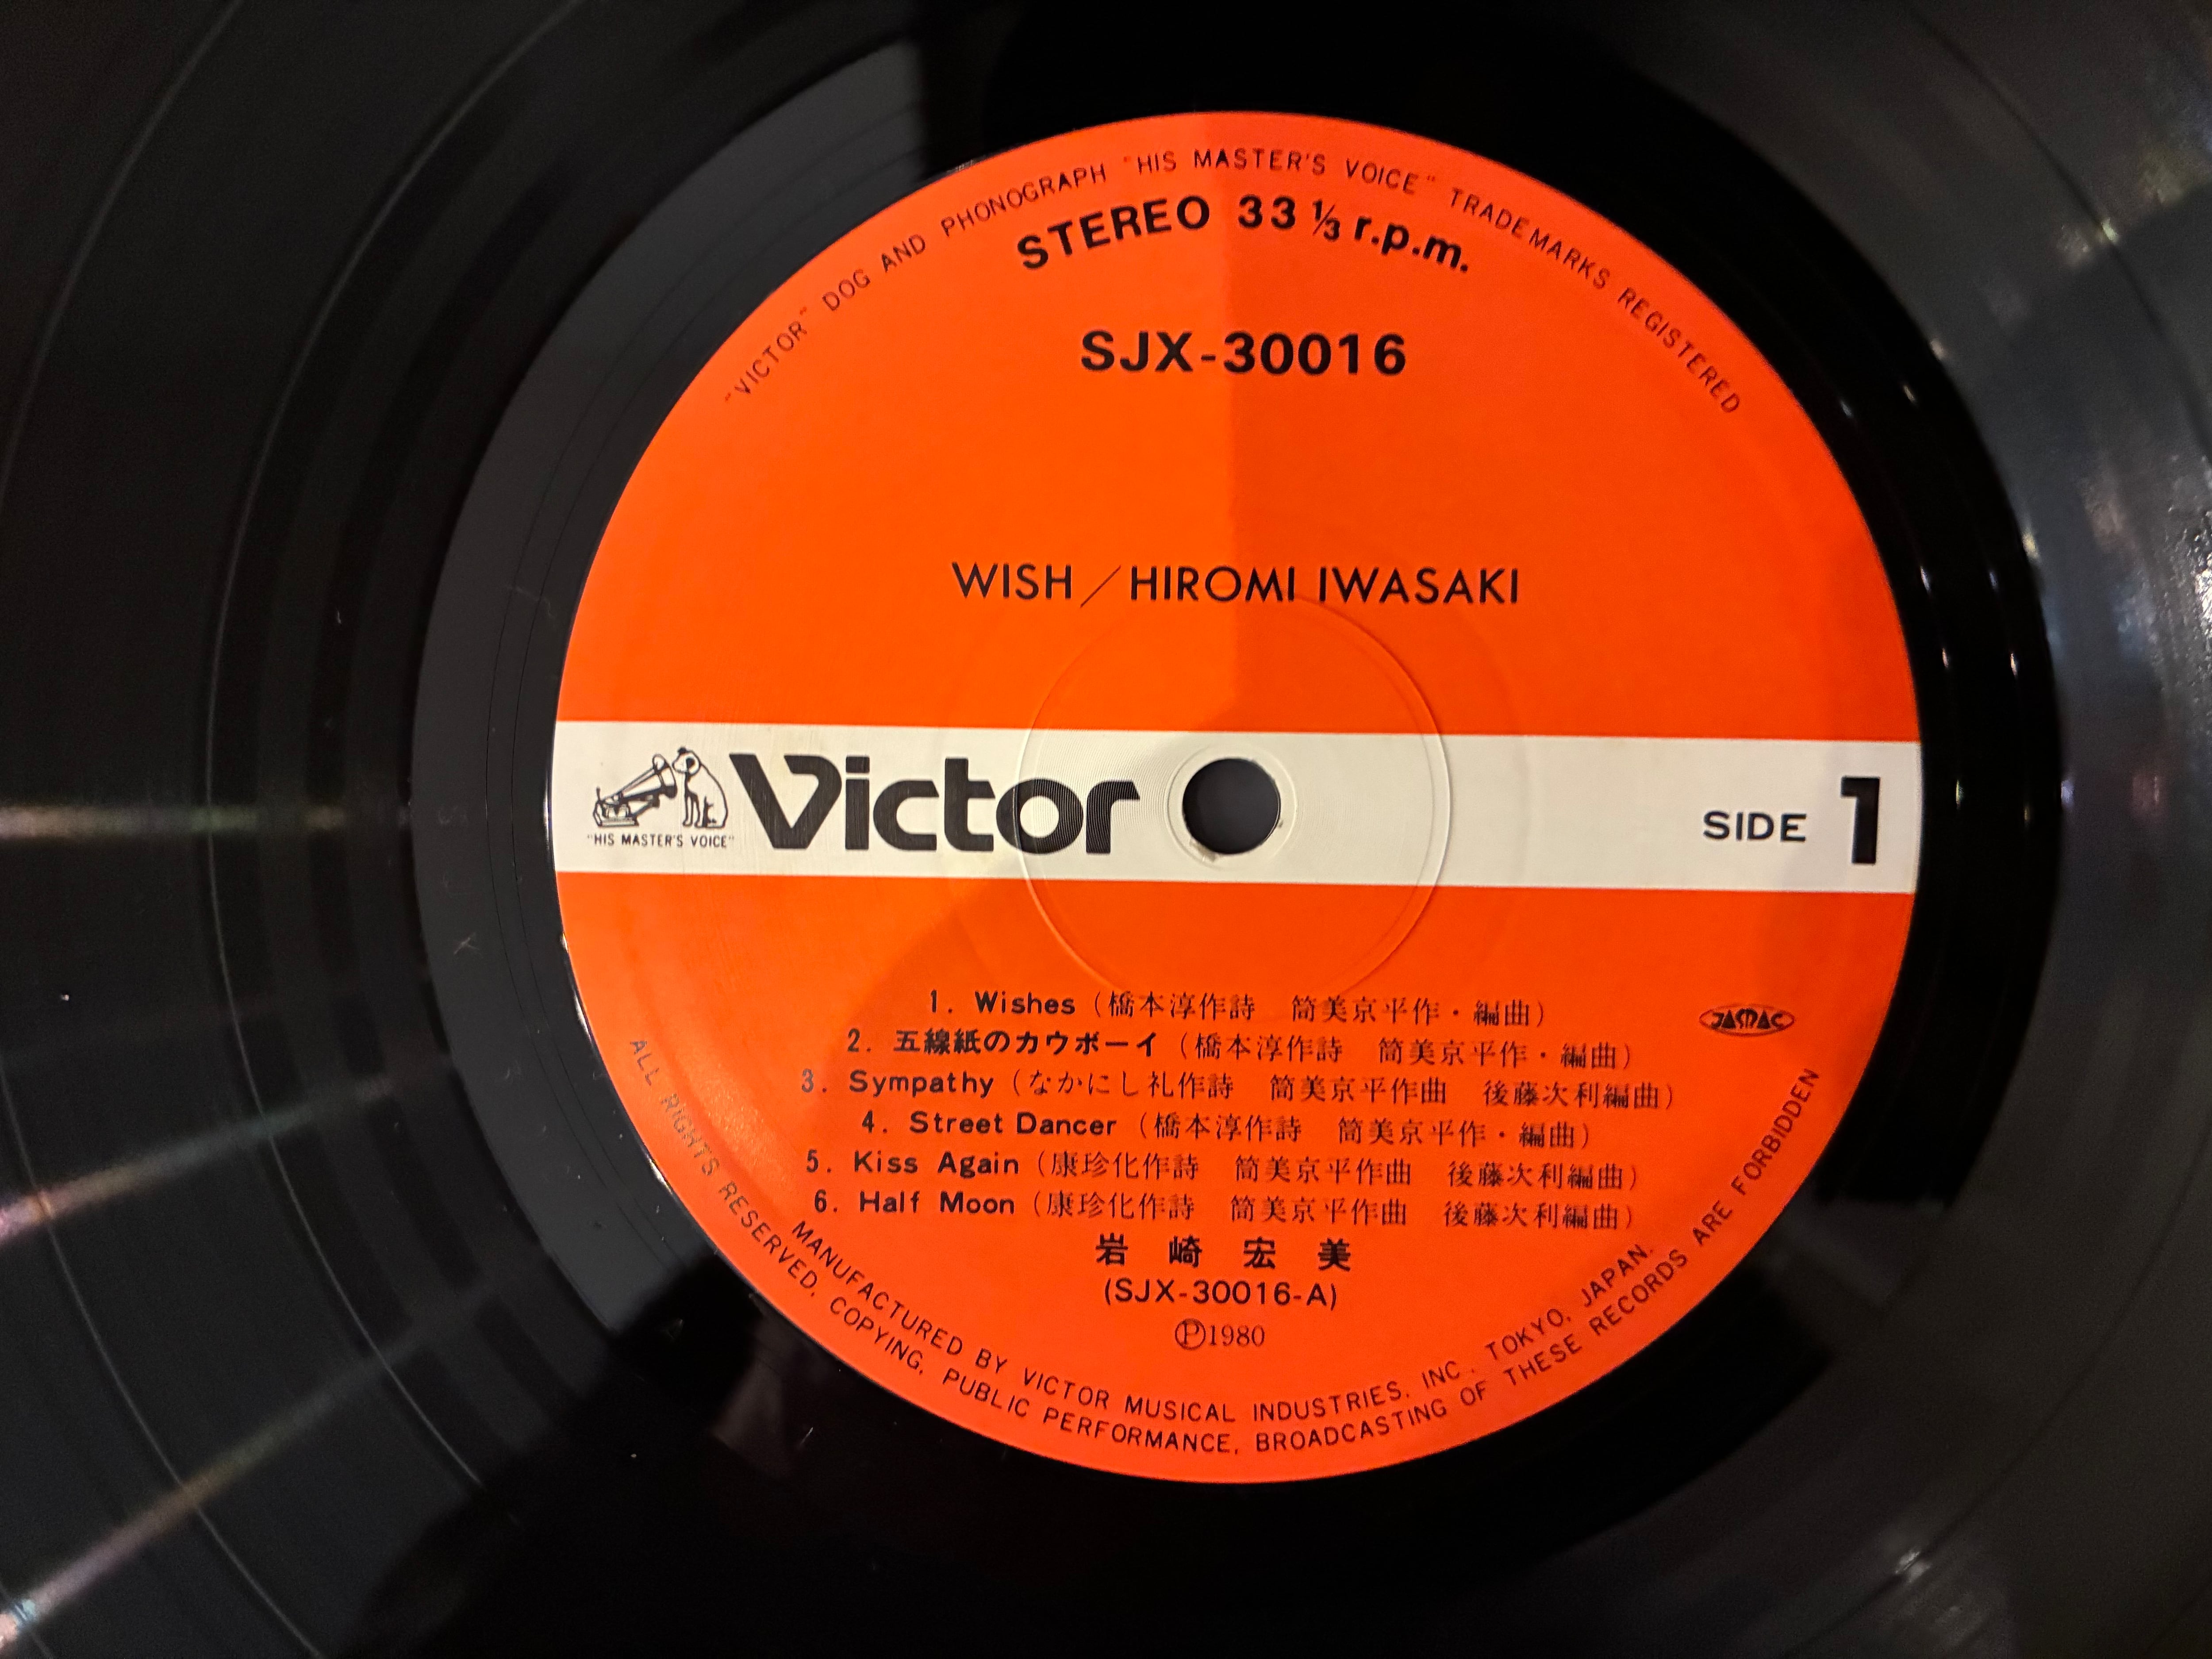 "VICTOR" DOG AND PHONOGRAPH "HIS MASTER'S VOICE" TRADEMARKS REGISTERED
STEREO 33 ⅓ r.p.m.
SJX-30016
WISH/HIROMI IWASAKI
"HIS MASTER'S VOICE"
Victor
SIDE 1
1. Wishes (橋本淳作詩 筒美京平作・編曲)
2. 五線紙のカウボーイ (橋本淳作詩 筒美京平作・編曲)
3. Sympathy (なかにし礼作詩 筒美京平作曲 後藤次利編曲)
4. Street Dancer (橋本淳作詩 筒美京平作・編曲)
5. Kiss Again (康珍化作詩 筒美京平作曲 後藤次利編曲)
6. Half Moon (康珍化作詩 筒美京平作曲 後藤次利編曲)
JASRAC
岩崎宏美
(SJX-30016-A)
Ⓟ1980
MANUFACTURED BY VICTOR MUSICAL INDUSTRIES, INC., TOKYO, JAPAN.
ALL RIGHTS RESERVED, COPYING, PUBLIC PERFORMANCE, BROADCASTING OF THESE RECORDS ARE FORBIDDEN